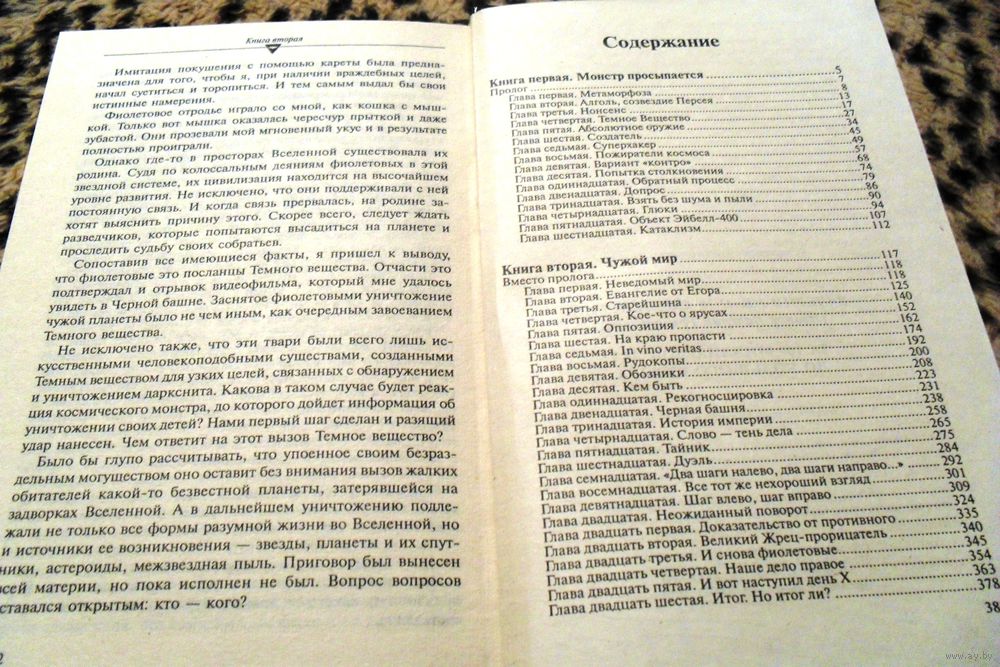 Книга вторая
Имитация покушения с помощью кареты была предна-
значена для того, чтобы я, при наличии враждебных целей,
начал суетиться и торопиться. И тем самым выдал бы свои
истинные намерения.
Фиолетовое отродье играло со мной, как кошка с мыш-
кой. Только вот мышка оказалась чересчур прыткой и даже
зубастой. Они прозевали мой мгновенный укус и в результате
полностью проиграли.
Однако где-то в просторах Вселенной существовала их
родина. Судя по колоссальным деяниям фиолетовых в этой
звездной системе, их цивилизация находится на высочайшем
уровне развития. Не исключено, что они поддерживали с ней
постоянную связь. И когда связь прервалась, на родине за-
хотят выяснить причину этого. Скорее всего, следует ждать
разведчиков, которые попытаются высадиться на планете и
проследить судьбу своих собратьев.
Сопоставив все имеющиеся факты, я пришел к выводу,
что фиолетовые это посланцы Темного вещества. Отчасти это
подтверждал и отрывок видеофильма, который мне удалось
увидеть в Черной башне. Заснятое фиолетовыми уничтожение
чужой планеты было не чем иным, как очередным завоеванием
Темного вещества.
Не исключено также, что эти твари были всего лишь ис-
кусственными человекоподобными существами, созданными
Темным веществом для узких целей, связанных с обнаружением
и уничтожением даркснита. Какова в таком случае будет реак-
ция космического монстра, до которого дойдет информация об
уничтожении своих детей? Нами первый шаг сделан и разящий
удар нанесен. Чем ответит на этот вызов Темное вещество?
Было бы глупо рассчитывать, что упоенное своим безраз-
дельным могуществом оно оставит без внимания вызов жалких
обитателей какой-то безвестной планеты, затерявшейся на
задворках Вселенной. А в дальнейшем уничтожению подле-
жали не только все формы разумной жизни во Вселенной, но
и источники ее возникновения — звезды, планеты и их спут-
ники, астероиды, межзвездная пыль. Приговор был вынесен
всей материи, но пока исполнен не был. Вопрос вопросов
оставался открытым: кто — кого?
2
Содержание
Книга первая. Монстр просыпается 5
Пролог 7
Глава первая. Метаморфоза 8
Глава вторая. Алголь, созвездие Персея 13
Глава третья. Нонсенс 17
Глава четвертая. Темное Вещество 27
Глава пятая. Абсолютное оружие 34
Глава шестая. Создатель 45
Глава седьмая. Суперхакер 49
Глава восьмая. Пожиратели космоса 57
Глава девятая. Вариант «контро» 68
Глава десятая. Попытка столкновения 74
Глава одиннадцатая. Обратный процесс 79
Глава двенадцатая. Допрос 86
Глава тринадцатая. Взять без шума и пыли 90
Глава четырнадцатая. Глюки 94
Глава пятнадцатая. Объект Эйбелл-400 107
Глава шестнадцатая. Катаклизм 112
Книга вторая. Чужой мир 117
Вместо пролога 118
Глава первая. Неведомый мир 118
Глава вторая. Евангелие от Егора 125
Глава третья. Старейшина 140
Глава четвертая. Кое-что о ярусах 152
Глава пятая. Оппозиция 162
Глава шестая. На краю пропасти 174
Глава седьмая. In vino veritas 192
Глава восьмая. Рудокопы 200
Глава девятая. Обозники 208
Глава десятая. Кем быть 223
Глава одиннадцатая. Рекогносцировка 231
Глава двенадцатая. Черная башня 238
Глава тринадцатая. История империи 258
Глава четырнадцатая. Слово — тень дела 265
Глава пятнадцатая. Тайник 275
Глава шестнадцатая. Дуэль 284
Глава семнадцатая. «Два шаги налево, два шаги направо...» 292
Глава восемнадцатая. Все тот же нехороший взгляд 301
Глава девятнадцатая. Шаг влево, шаг вправо 309
Глава двадцатая. Неожиданный поворот 324
Глава двадцать первая. Доказательство от противного 335
Глава двадцать вторая. Великий Жрец-прорицатель 340
Глава двадцать третья. И снова фиолетовые 345
Глава двадцать четвертая. Наше дело правое 354
Глава двадцать пятая. И вот наступил день X 363
Глава двадцать шестая. Итог. Но итог ли? 378
38
www.ay.by